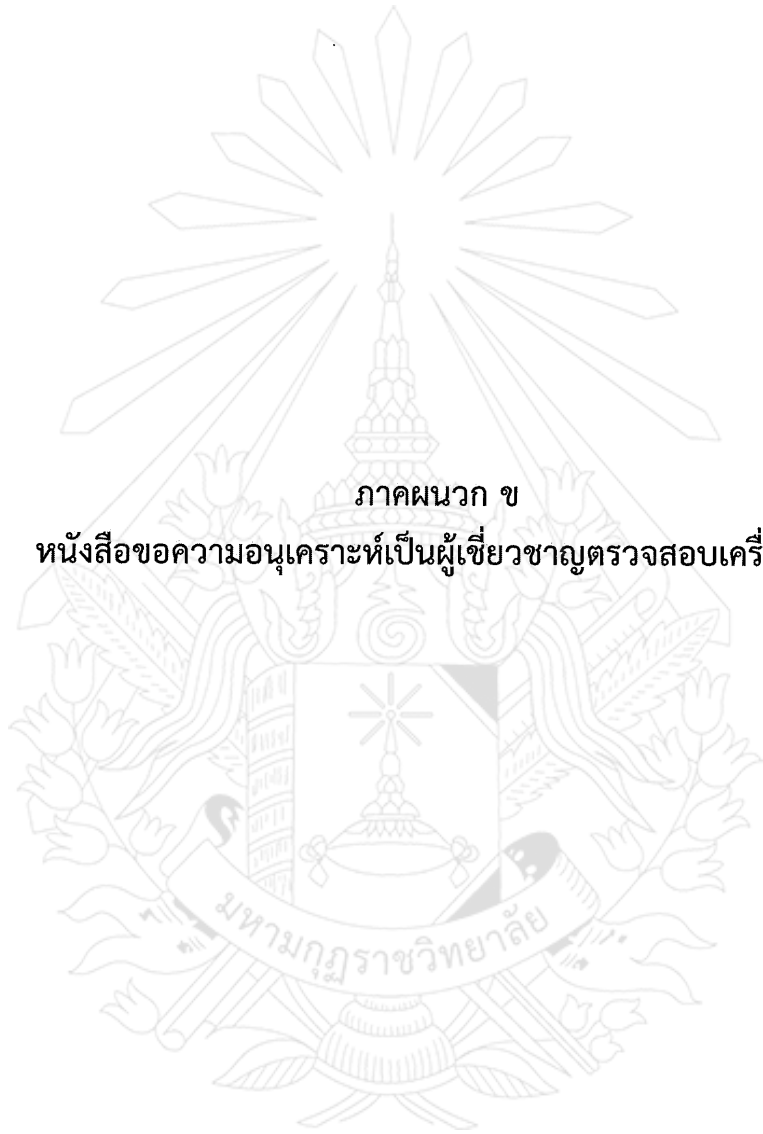 ภาคผนวก ข
หนังสือขอความอนุเคราะห์เป็นผู้เชี่ยวชาญตรวจสอบเครื่
มหามกุฏราชวิทยาลัย